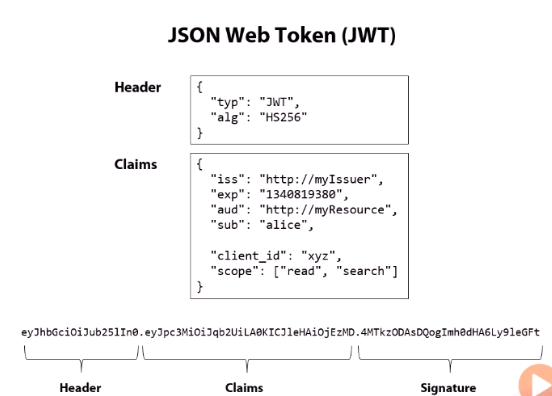 JSON Web Token (JWT)
Header
{
"typ": "JWT",
"alg": "HS256"
}
Claims
{
"iss": "http://myIssuer",
"exp": "1340819380",
"aud": "http://myResource",
"sub": "alice",
"client_id": "xyz",
"scope": ["read", "search"]
}
eyJhbGciOiJub25lIn0.eyJpc3MiOiJqb2UiLA0KICJleHAiOjEzMD.4MTkzODAsDQogImh0dHA6Ly9leGFt
Header Claims Signature